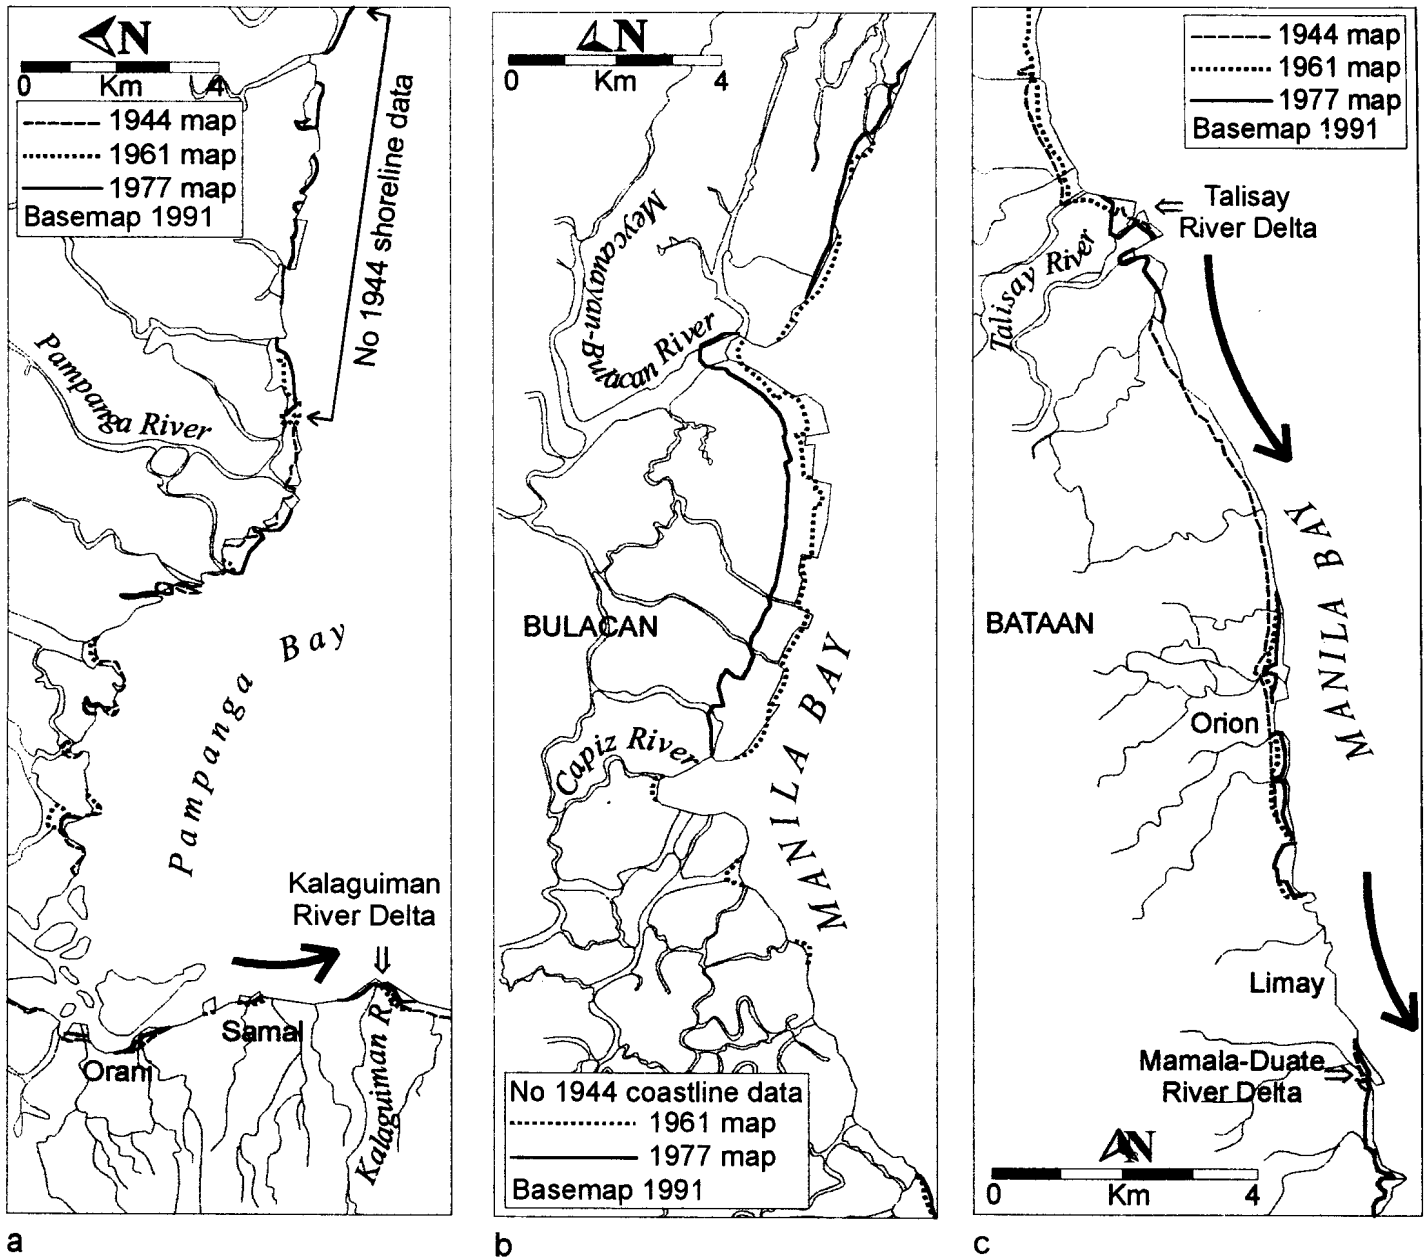 N
0 4
Km
1944 map
1961 map
1977 map
Basemap 1991
No 1944 shoreline data
Pampanga River
Pampanga Bay
Kalaguiman
River Delta
Samal
Orani
Kalaguiman R.
a
N
0 4
Km
Meycauayan-Bulacan River
BULACAN
Capiz River
MANILA BAY
No 1944 coastline data
1961 map
1977 map
Basemap 1991
b
1944 map
1961 map
1977 map
Basemap 1991
Talisay
River Delta
Talisay River
MANILA BAY
BATAAN
Orion
Limay
Mamala-Duate
River Delta
N
0 4
Km
c